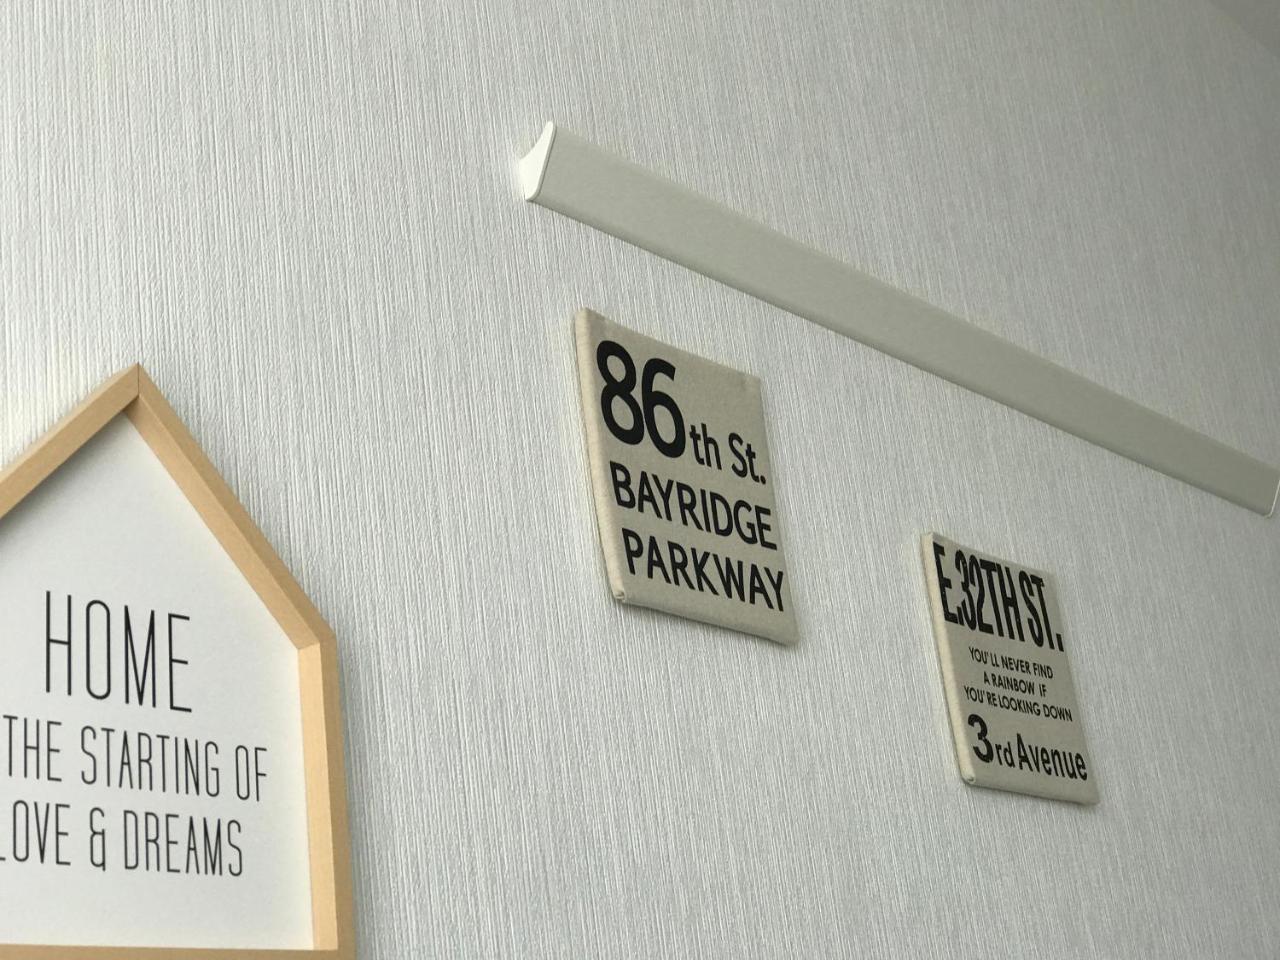 HOME
THE STARTING OF
LOVE & DREAMS
86th St.
BAYRIDGE
PARKWAY
E.32TH ST.
YOU'LL NEVER FIND
A RAINBOW IF
YOU'RE LOOKING DOWN
3rd Avenue